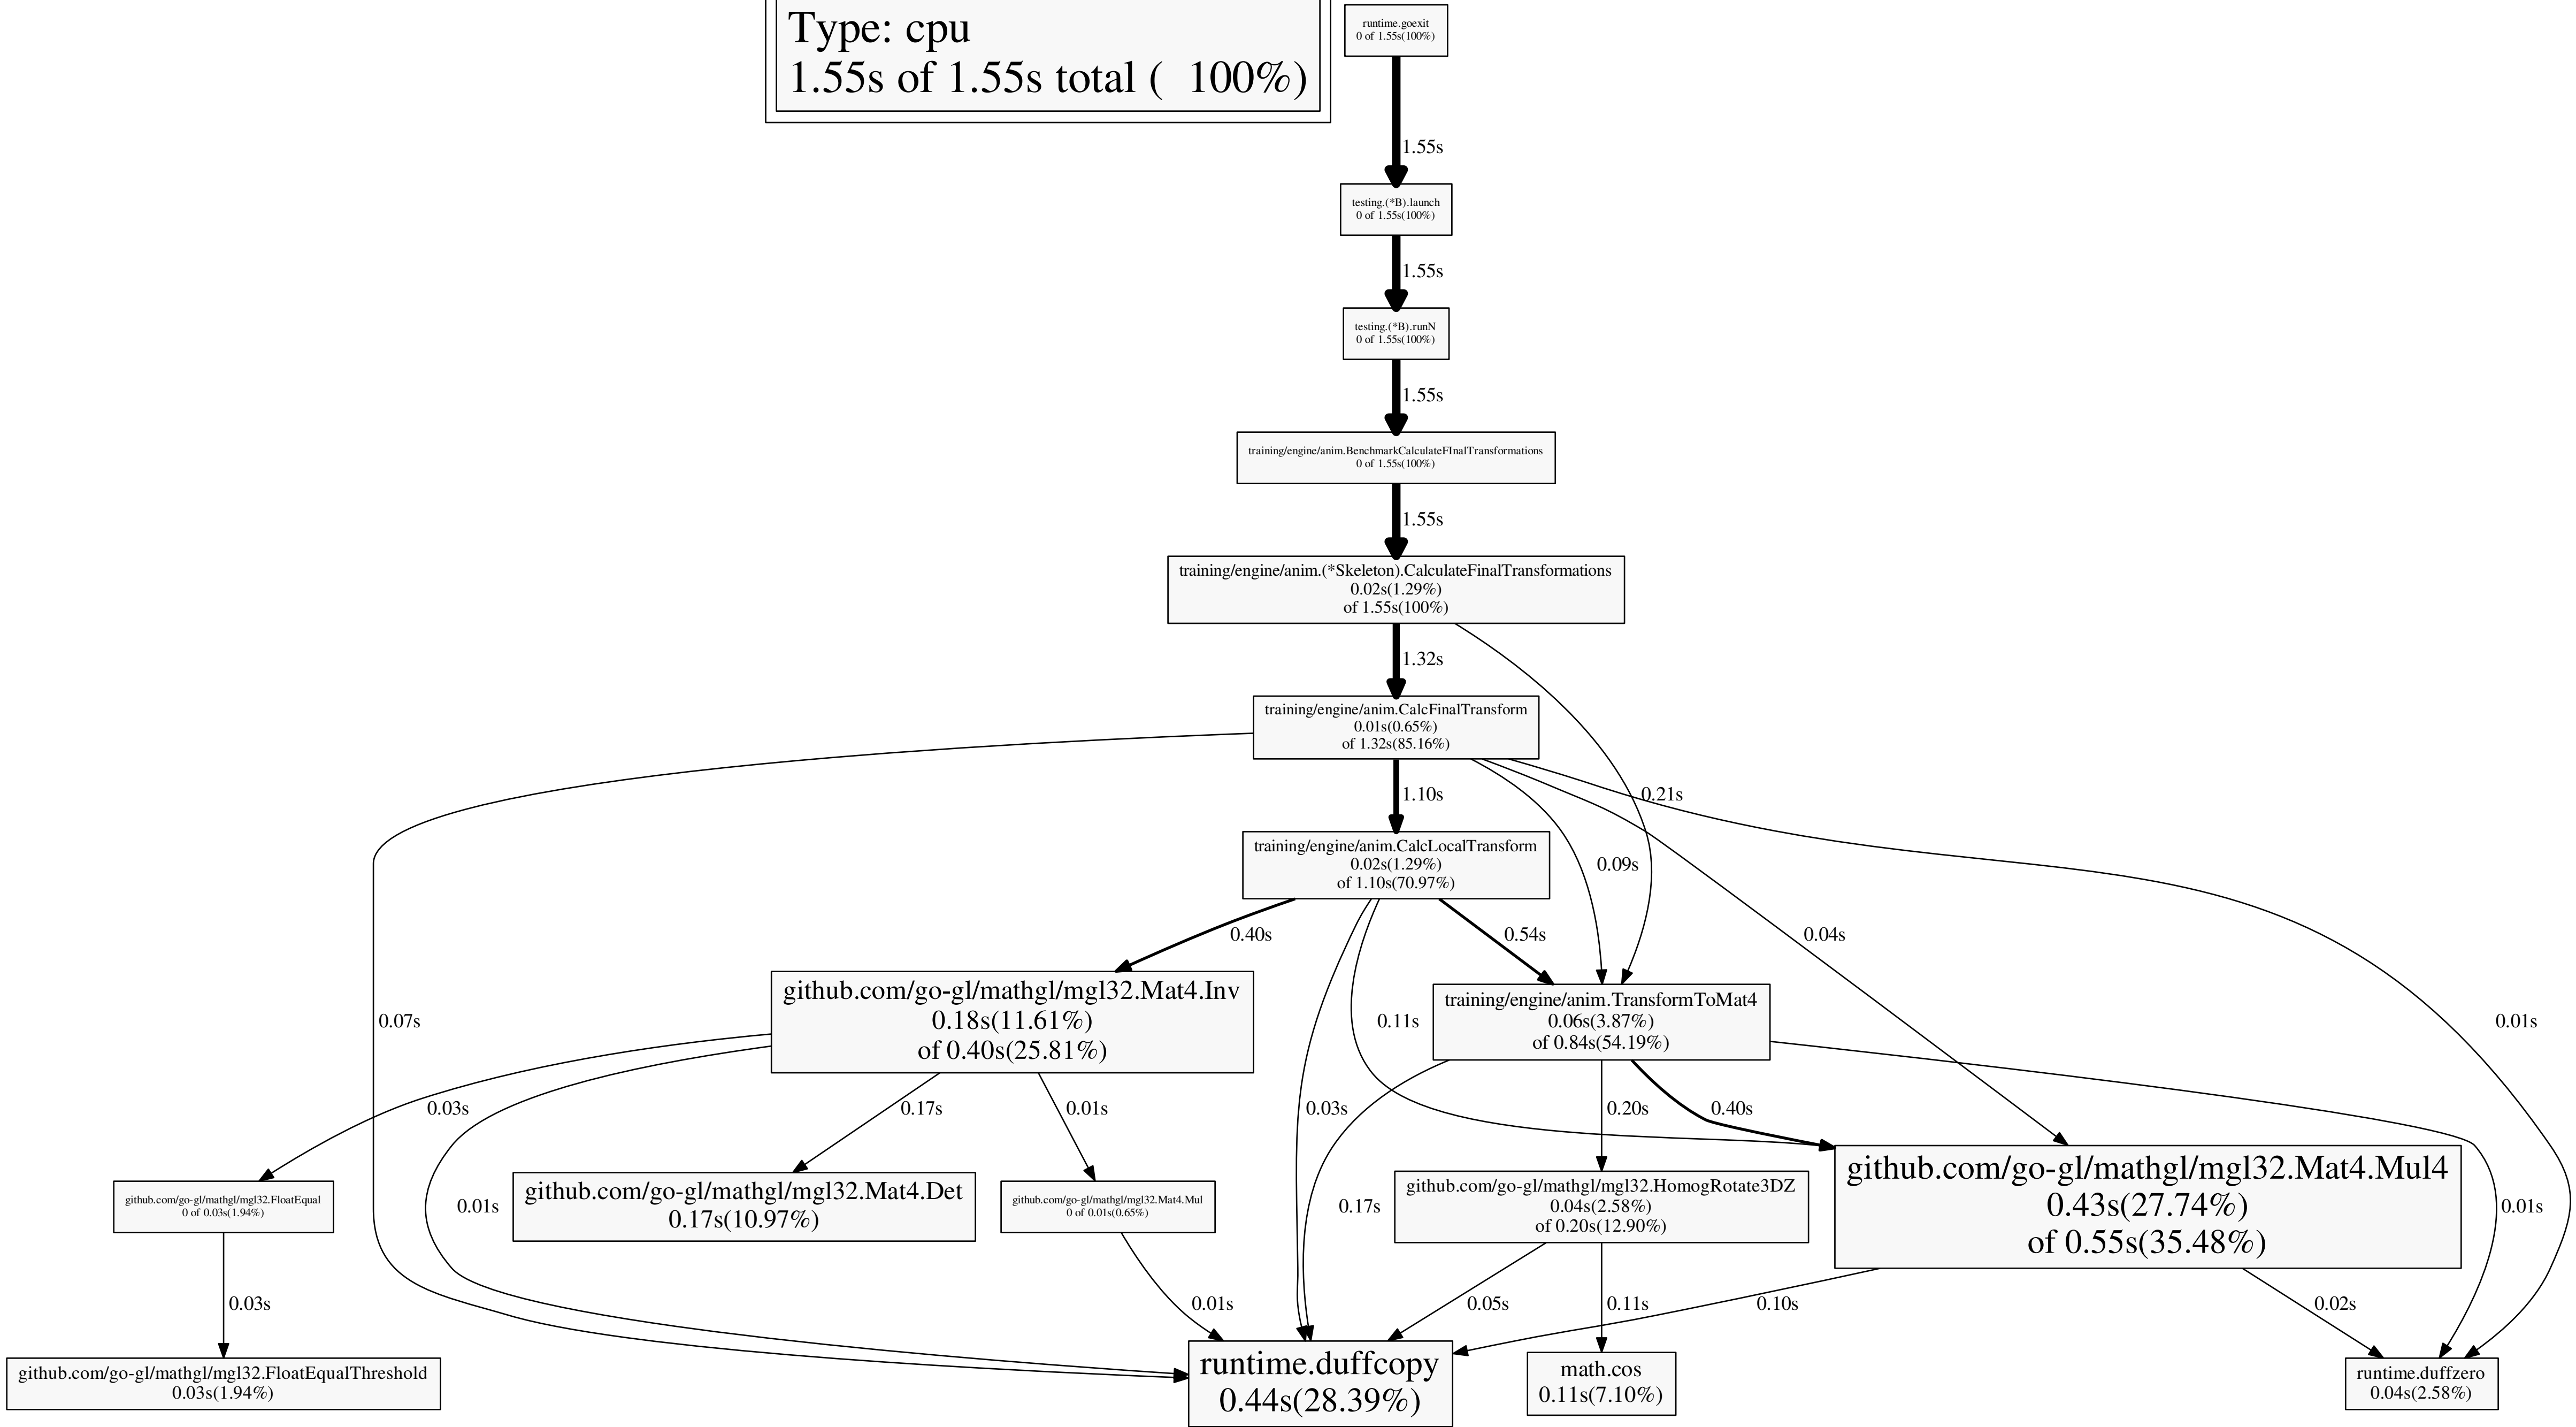 Type: cpu
1.55s of 1.55s total (  100%)
runtime.goexit
0 of 1.55s(100%)
1.55s
testing.(*B).launch
0 of 1.55s(100%)
1.55s
testing.(*B).runN
0 of 1.55s(100%)
1.55s
training/engine/anim.BenchmarkCalculateFInalTransformations
0 of 1.55s(100%)
1.55s
training/engine/anim.(*Skeleton).CalculateFinalTransformations
0.02s(1.29%)
of 1.55s(100%)
1.32s
training/engine/anim.CalcFinalTransform
0.01s(0.65%)
of 1.32s(85.16%)
1.10s
0.21s
training/engine/anim.CalcLocalTransform
0.02s(1.29%)
of 1.10s(70.97%)
0.09s
0.40s
0.54s
0.04s
github.com/go-gl/mathgl/mgl32.Mat4.Inv
0.18s(11.61%)
of 0.40s(25.81%)
training/engine/anim.TransformToMat4
0.06s(3.87%)
of 0.84s(54.19%)
0.07s
0.11s
0.01s
0.03s
0.17s
0.01s
0.03s
0.20s
0.40s
github.com/go-gl/mathgl/mgl32.FloatEqual
0 of 0.03s(1.94%)
0.01s
github.com/go-gl/mathgl/mgl32.Mat4.Det
0.17s(10.97%)
github.com/go-gl/mathgl/mgl32.Mat4.Mul
0 of 0.01s(0.65%)
0.17s
github.com/go-gl/mathgl/mgl32.HomogRotate3DZ
0.04s(2.58%)
of 0.20s(12.90%)
github.com/go-gl/mathgl/mgl32.Mat4.Mul4
0.43s(27.74%)
of 0.55s(35.48%)
0.01s
0.03s
0.01s
0.05s
0.11s
0.10s
0.02s
github.com/go-gl/mathgl/mgl32.FloatEqualThreshold
0.03s(1.94%)
runtime.duffcopy
0.44s(28.39%)
math.cos
0.11s(7.10%)
runtime.duffzero
0.04s(2.58%)